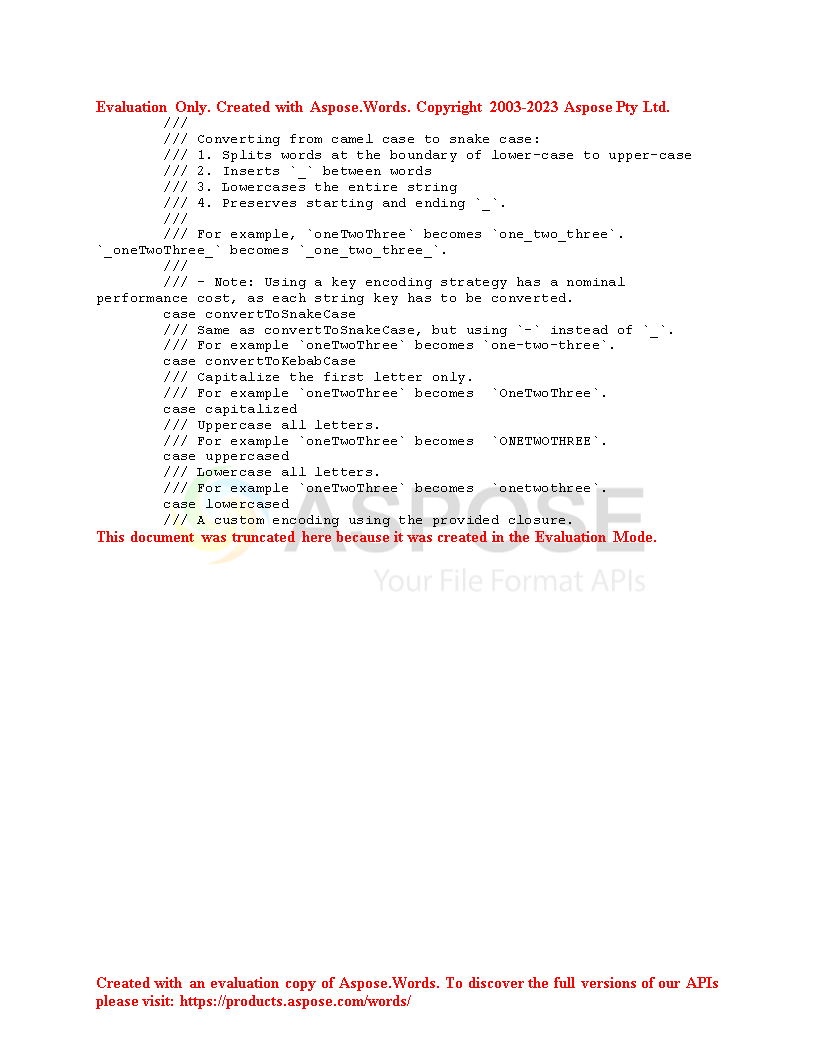 Evaluation Only. Created with Aspose.Words. Copyright 2003-2023 Aspose Pty Ltd.
///
/// Converting from camel case to snake case:
/// 1. Splits words at the boundary of lower-case to upper-case
/// 2. Inserts `_` between words
/// 3. Lowercases the entire string
/// 4. Preserves starting and ending `_`.
///
/// For example, `oneTwoThree` becomes `one_two_three`.
`_oneTwoThree_` becomes `_one_two_three_`.
///
/// - Note: Using a key encoding strategy has a nominal
performance cost, as each string key has to be converted.
case convertToSnakeCase
/// Same as convertToSnakeCase, but using `-` instead of `_`.
/// For example `oneTwoThree` becomes `one-two-three`.
case convertToKebabCase
/// Capitalize the first letter only.
/// For example `oneTwoThree` becomes  `OneTwoThree`.
case capitalized
/// Uppercase all letters.
/// For example `oneTwoThree` becomes  `ONETWOTHREE`.
case uppercased
/// Lowercase all letters.
/// For example `oneTwoThree` becomes  `onetwothree`.
case lowercased
/// A custom encoding using the provided closure.
ASPOSE
This document was truncated here because it was created in the Evaluation Mode.
Your File Format APIs
Created with an evaluation copy of Aspose.Words. To discover the full versions of our APIs
please visit: https://products.aspose.com/words/